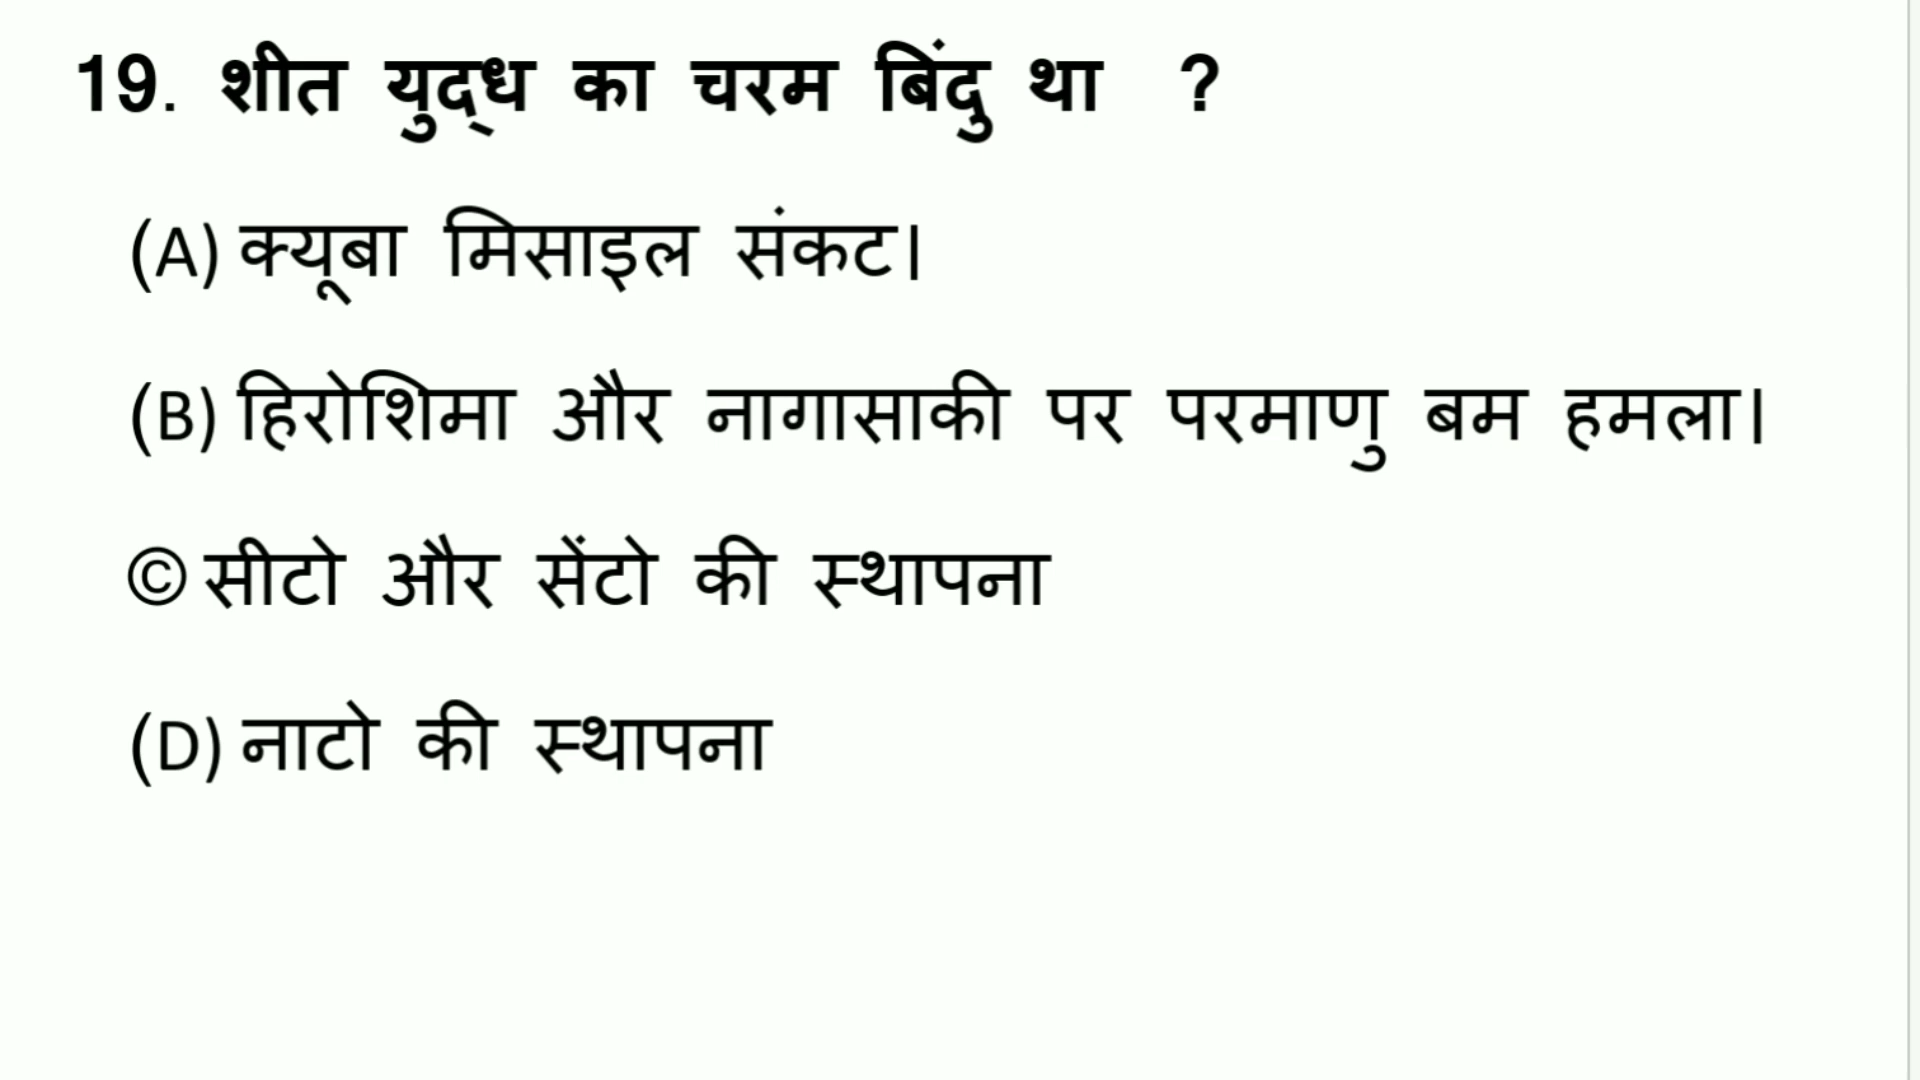 19. शीत युद्ध का चरम बिंदु था ?
(A) क्यूबा मिसाइल संकट।
(B) हिरोशिमा और नागासाकी पर परमाणु बम हमला।
© सीटो और सेंटो की स्थापना
(D) नाटो की स्थापना